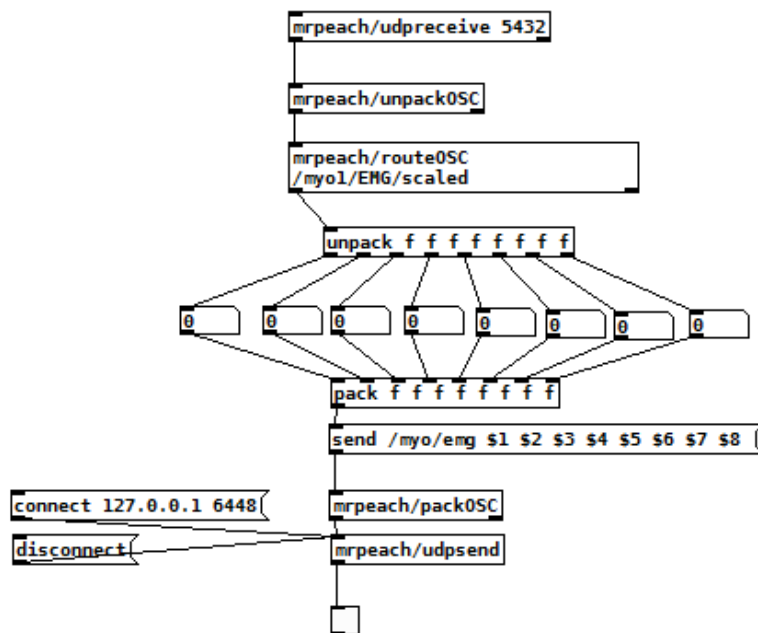 mrpeach/udpreceive 5432
mrpeach/unpackOSC
mrpeach/routeOSC
/myo1/EMG/scaled
unpack f f f f f f f f
0 0 0 0 0 0 0 0
pack f f f f f f f f
send /myo/emg $1 $2 $3 $4 $5 $6 $7 $8
connect 127.0.0.1 6448
mrpeach/packOSC
disconnect
mrpeach/udpsend